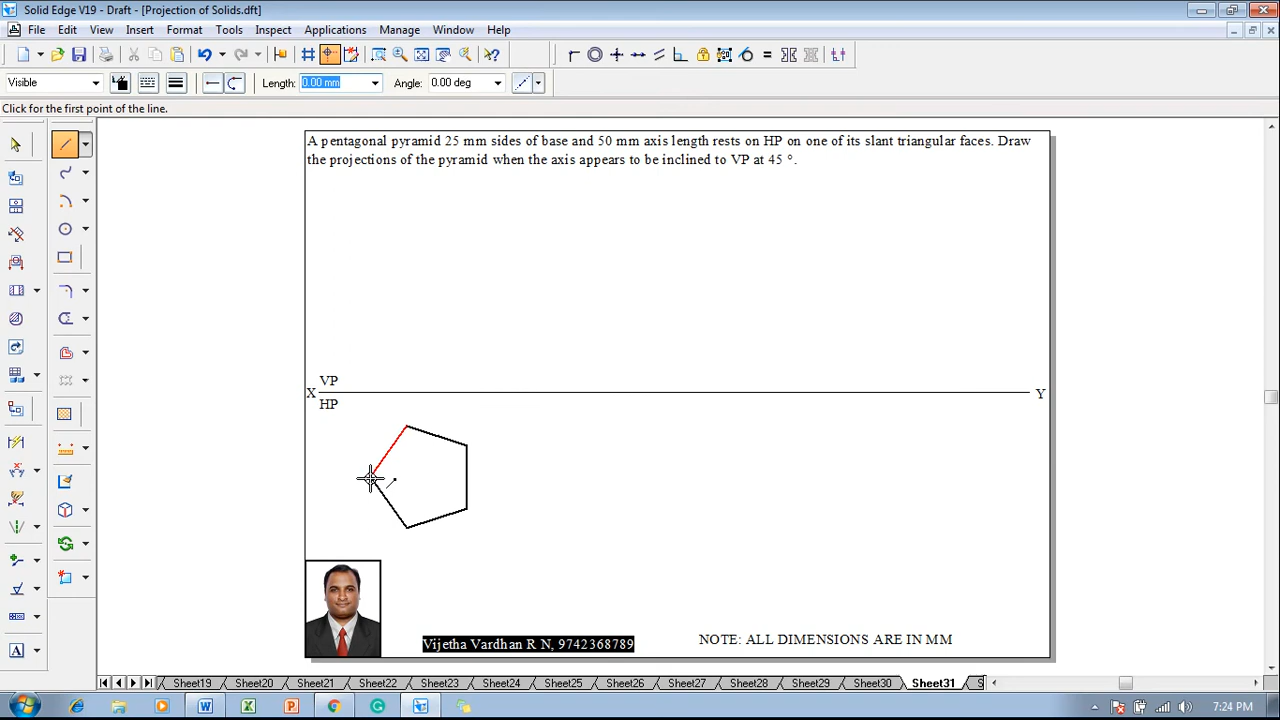 Solid Edge V19 - Draft - [Projection of Solids.dft]
File Edit View Insert Format Tools Inspect Applications Manage Window Help
Visible Length: 0.00 mm Angle: 0.00 deg
Click for the first point of the line.
A pentagonal pyramid 25 mm sides of base and 50 mm axis length rests on HP on one of its slant triangular faces. Draw
the projections of the pyramid when the axis appears to be inclined to VP at 45 °.
VP
X Y
HP
Vijetha Vardhan R N, 9742368789
NOTE: ALL DIMENSIONS ARE IN MM
Sheet19 Sheet20 Sheet21 Sheet22 Sheet23 Sheet24 Sheet25 Sheet26 Sheet27 Sheet28 Sheet29 Sheet30 Sheet31 S
7:24 PM